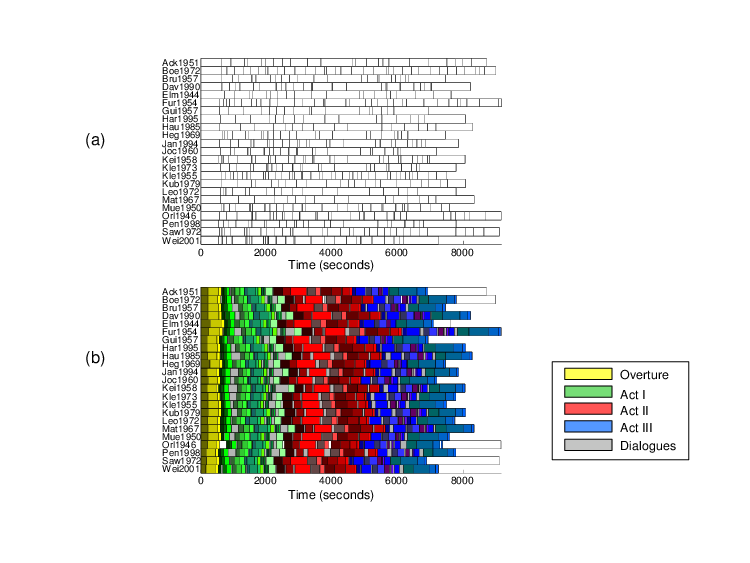 (a)
Ack1951
Boe1972
Bru1957
Dav1990
Elm1944
Fur1954
Gui1957
Har1995
Hau1985
Heg1969
Jan1994
Joc1960
Kei1958
Kle1973
Kle1955
Kub1979
Leo1972
Mat1967
Mue1950
Orl1946
Pen1998
Saw1972
Wei2001
0 2000 4000 6000 8000
Time (seconds)
(b)
Ack1951
Boe1972
Bru1957
Dav1990
Elm1944
Fur1954
Gui1957
Har1995
Hau1985
Heg1969
Jan1994
Joc1960
Kei1958
Kle1973
Kle1955
Kub1979
Leo1972
Mat1967
Mue1950
Orl1946
Pen1998
Saw1972
Wei2001
0 2000 4000 6000 8000
Time (seconds)
Overture
Act I
Act II
Act III
Dialogues